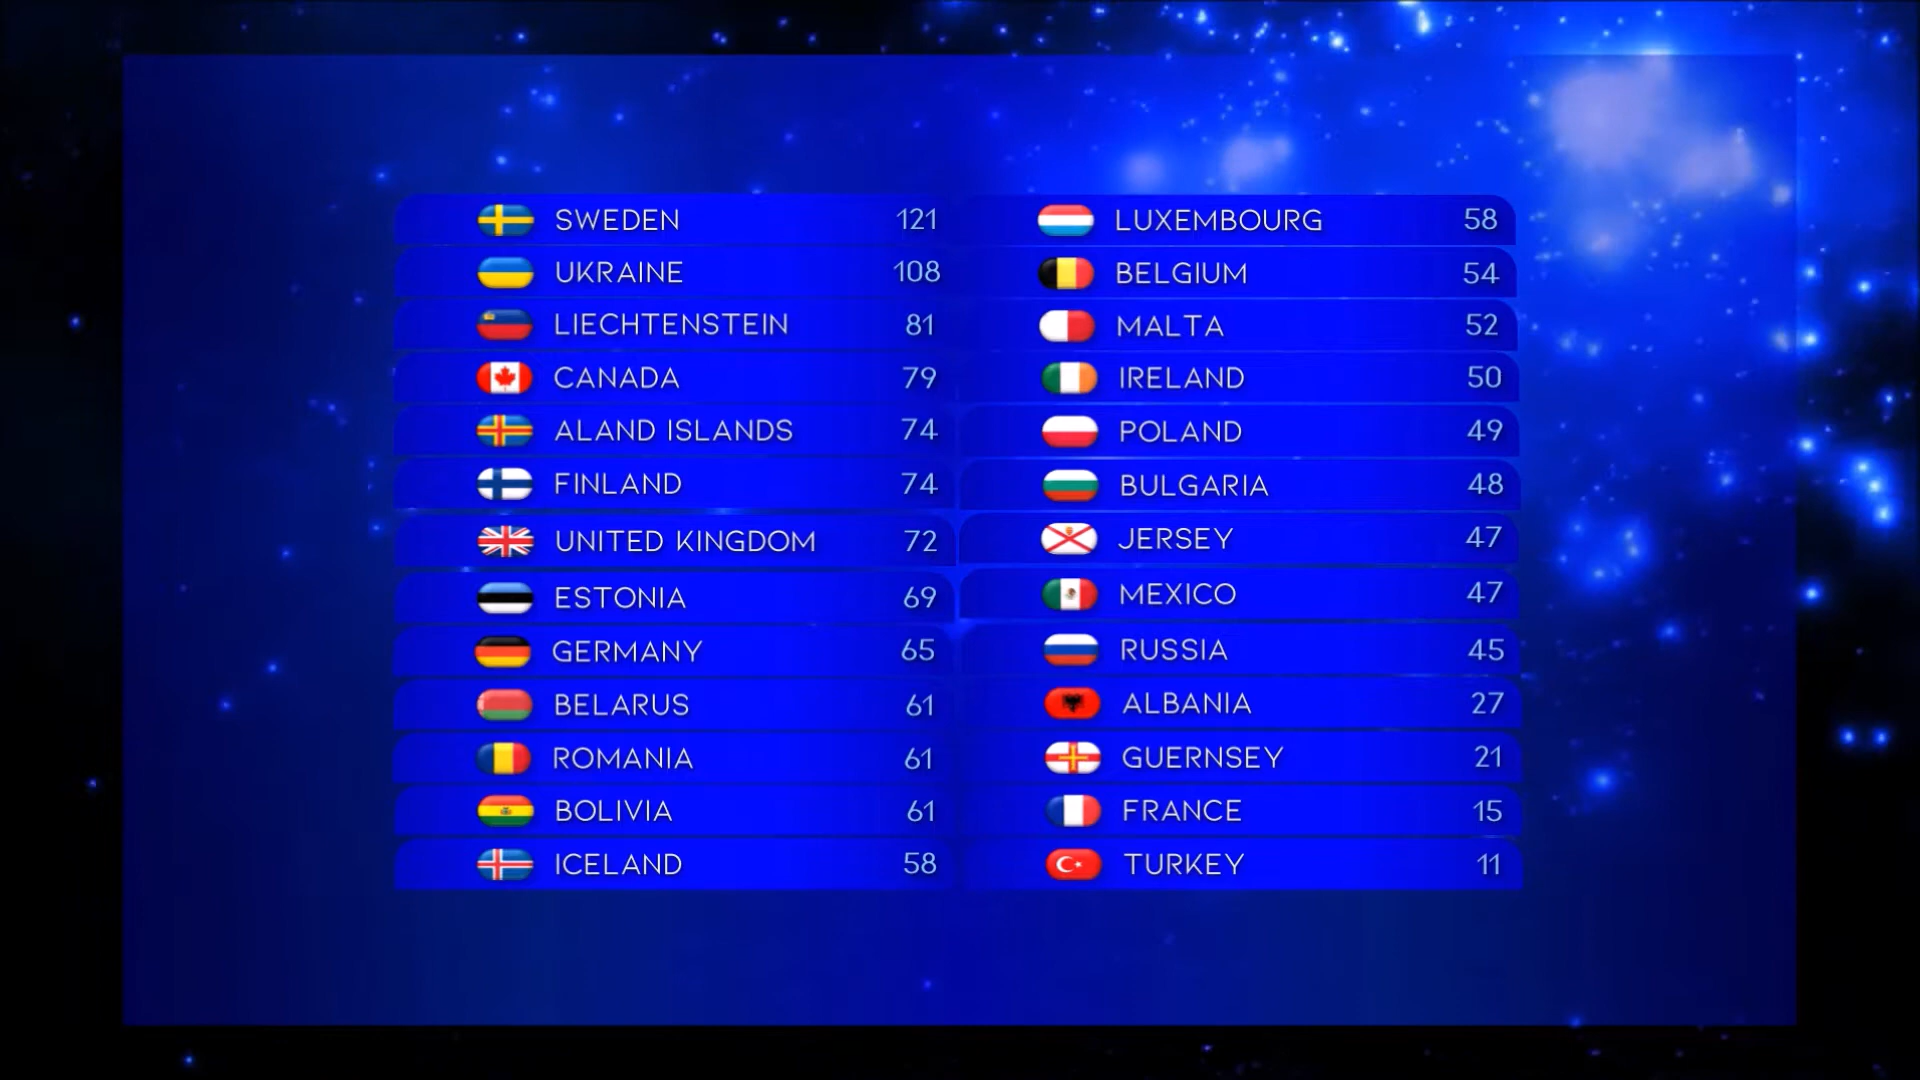 SWEDEN 121
UKRAINE 108
LIECHTENSTEIN 81
CANADA 79
ALAND ISLANDS 74
FINLAND 74
UNITED KINGDOM 72
ESTONIA 69
GERMANY 65
BELARUS 61
ROMANIA 61
BOLIVIA 61
ICELAND 58
LUXEMBOURG 58
BELGIUM 54
MALTA 52
IRELAND 50
POLAND 49
BULGARIA 48
JERSEY 47
MEXICO 47
RUSSIA 45
ALBANIA 27
GUERNSEY 21
FRANCE 15
TURKEY 11